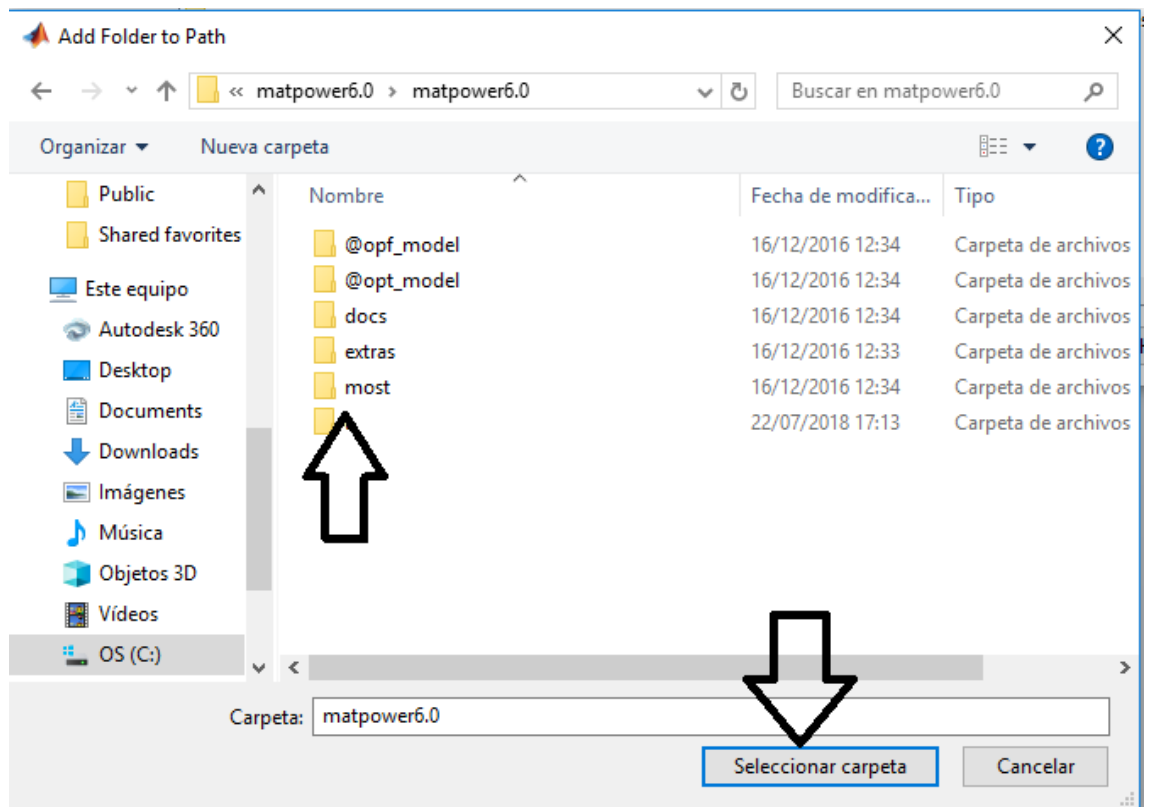 Add Folder to Path
« matpower6.0 > matpower6.0
Buscar en matpower6.0
Organizar
Nueva carpeta
Public
Shared favorites
Este equipo
Autodesk 360
Desktop
Documents
Downloads
Imágenes
Música
Objetos 3D
Vídeos
OS (C:)
Nombre Fecha de modifica... Tipo
@opf_model 16/12/2016 12:34 Carpeta de archivos
@opt_model 16/12/2016 12:34 Carpeta de archivos
docs 16/12/2016 12:34 Carpeta de archivos
extras 16/12/2016 12:33 Carpeta de archivos
most 16/12/2016 12:34 Carpeta de archivos
22/07/2018 17:13 Carpeta de archivos
Carpeta: matpower6.0
Seleccionar carpeta
Cancelar